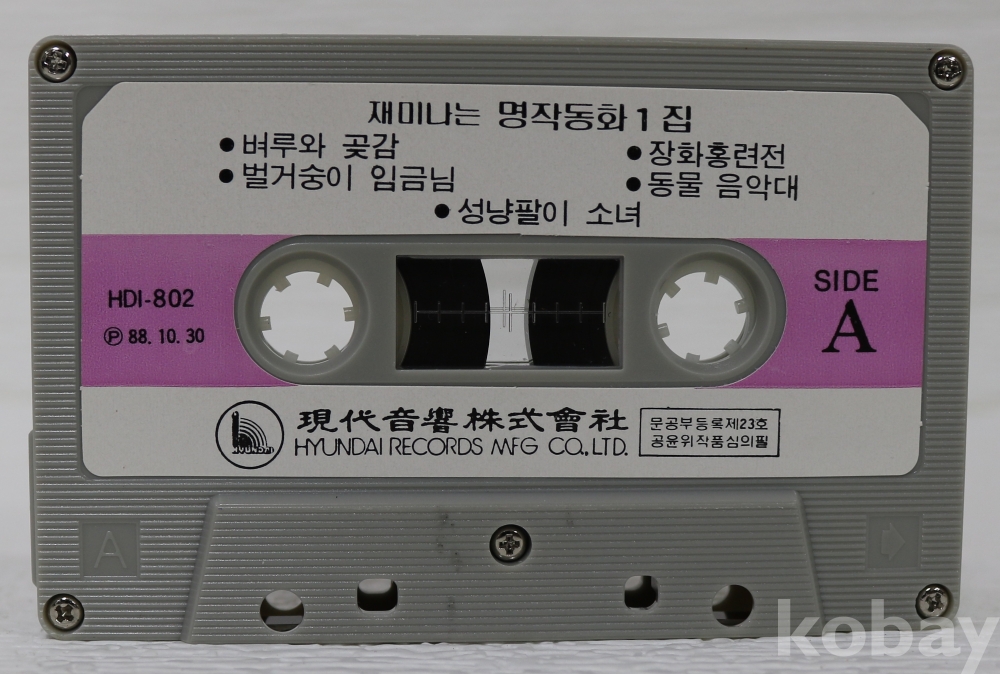 재미나는 명작동화 1 집
● 벼루와 곶감
● 벌거숭이 임금님
● 장화홍련전
● 동물 음악대
● 성냥팔이 소녀
HDI-802
Ⓟ 88. 10. 30
SIDE
A
HYUNDAI
現代音響株式會社
HYUNDAI RECORDS MFG CO., LTD.
문공부등록제23호
공윤위작품심의필
A
kobay